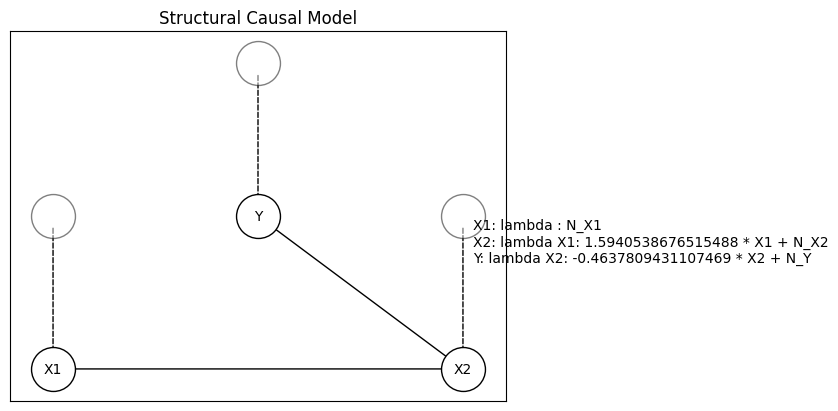 Structural Causal Model
Y
X1: lambda : N_X1
X2: lambda X1: 1.5940538676515488 * X1 + N_X2
Y: lambda X2: -0.4637809431107469 * X2 + N_Y
X1
X2